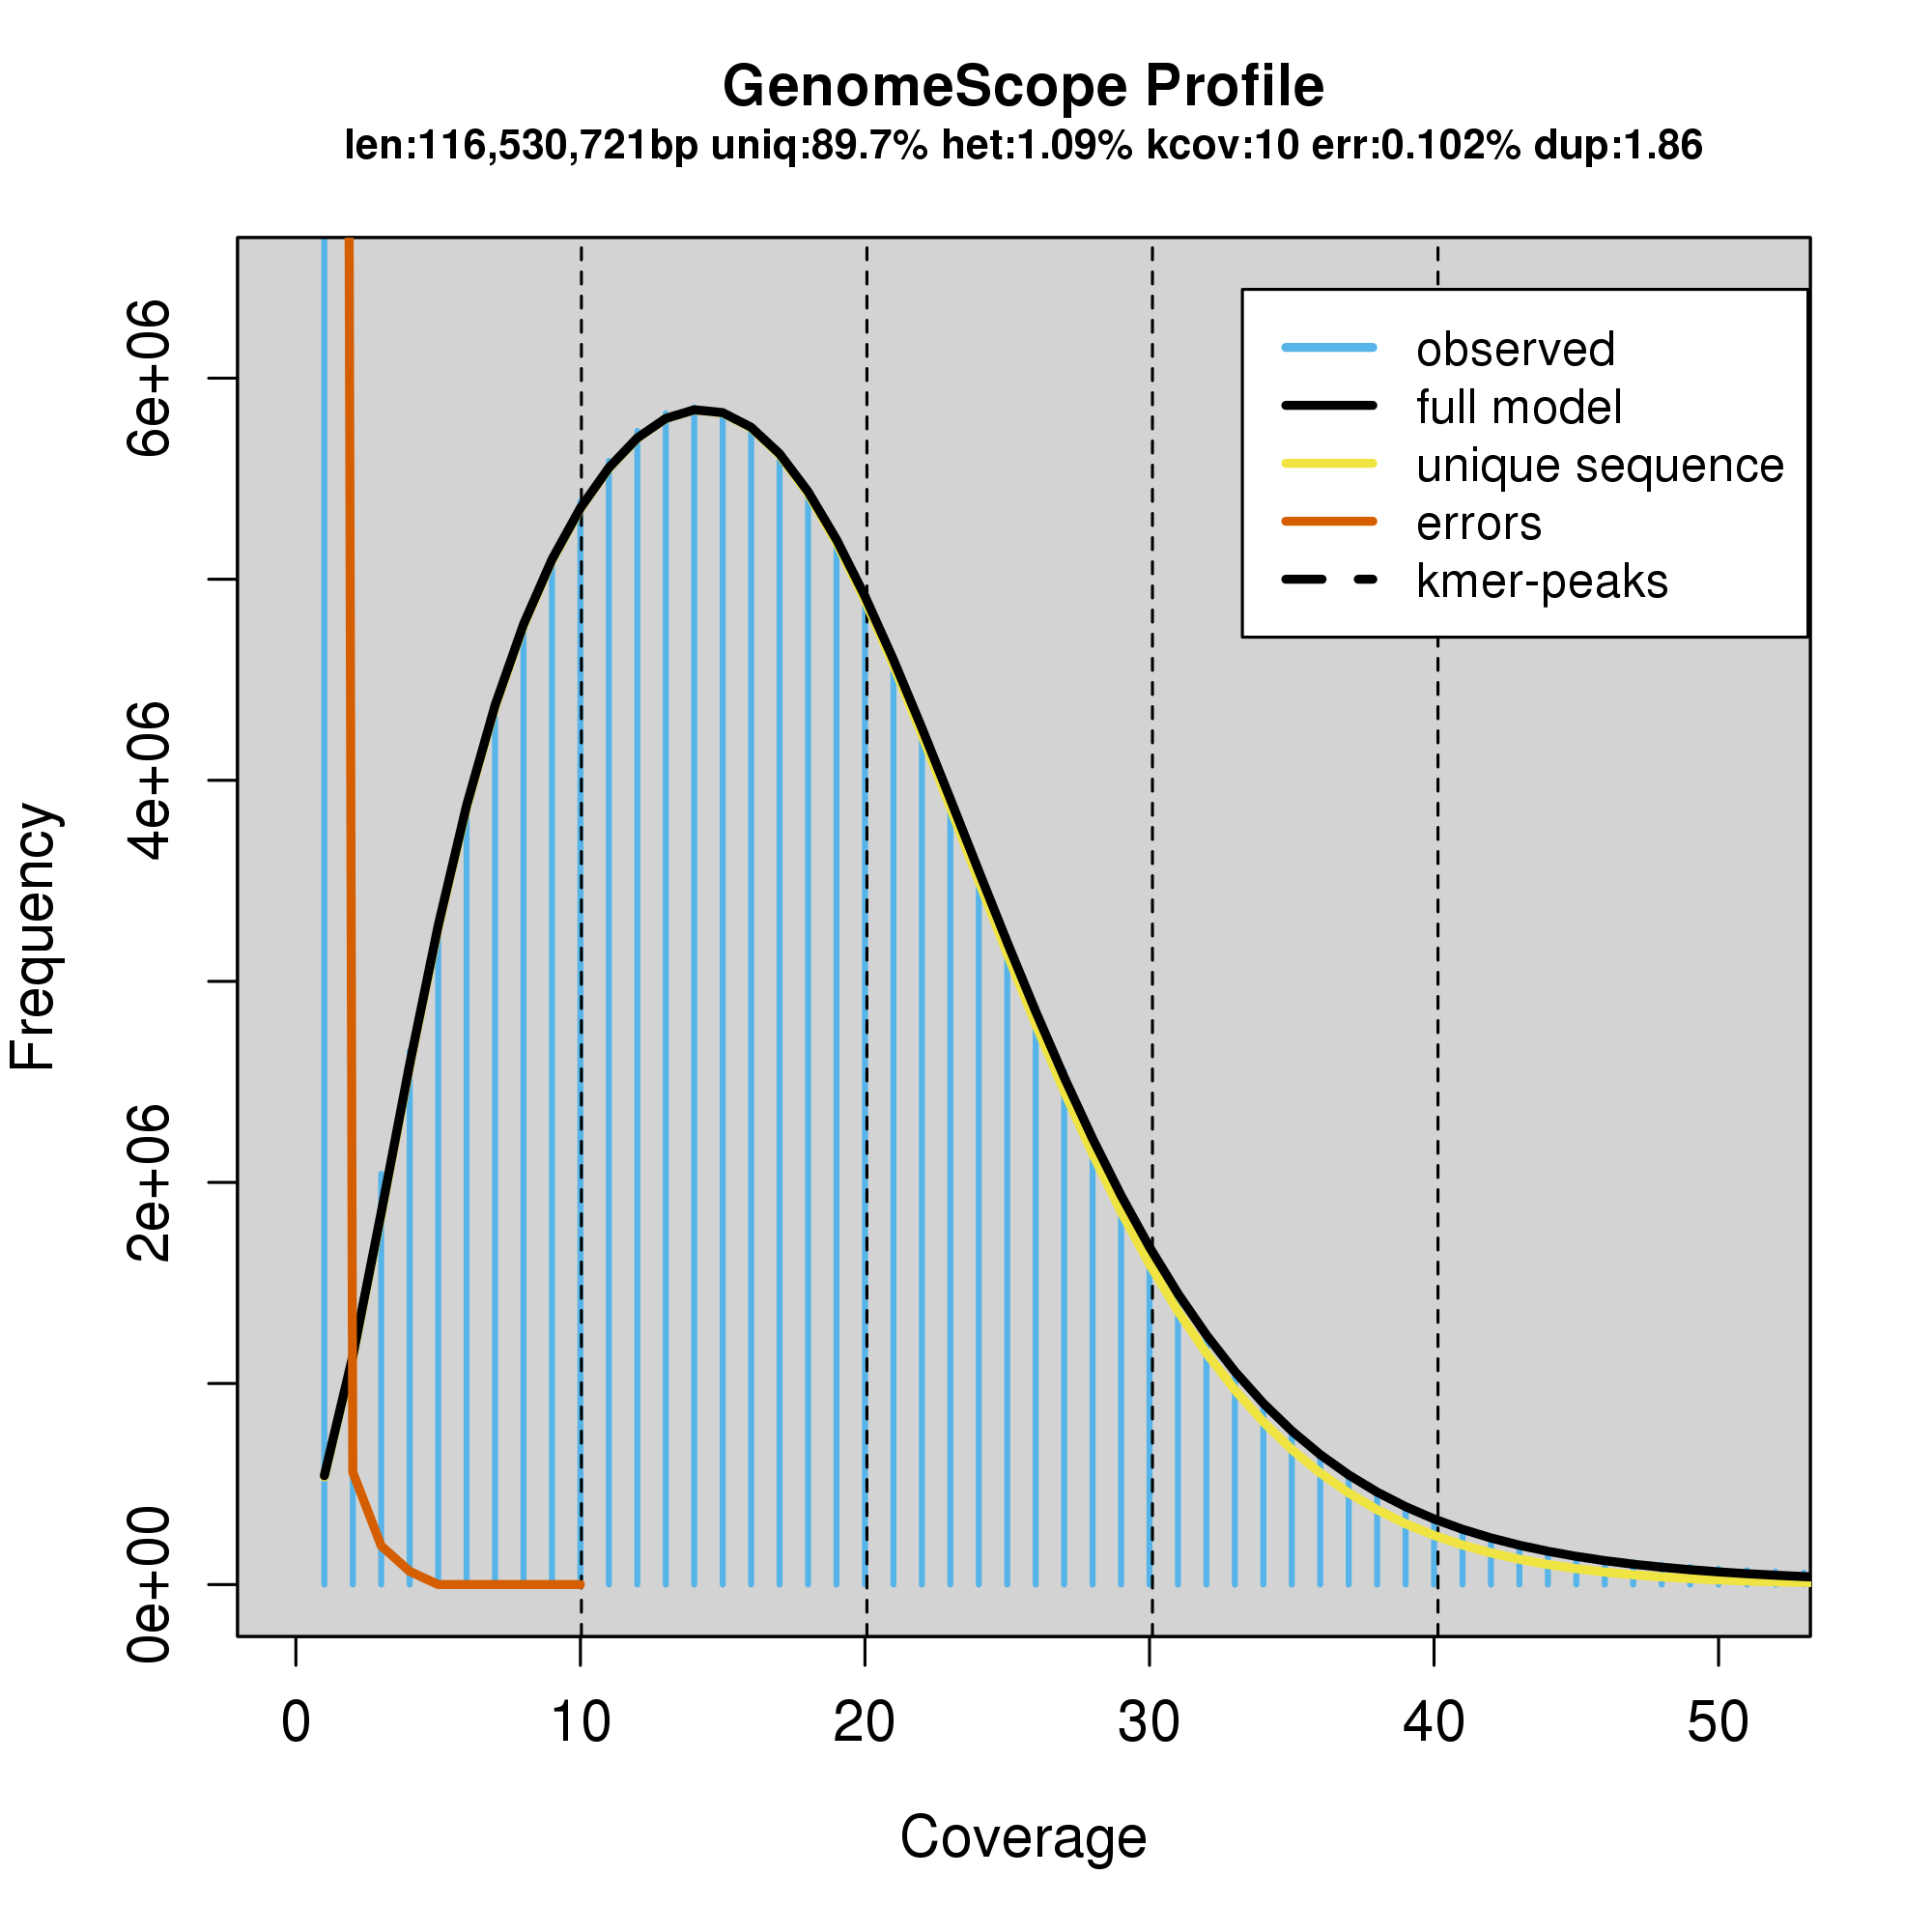 GenomeScope Profile
len:116,530,721bp uniq:89.7% het:1.09% kcov:10 err:0.102% dup:1.86
observed
full model
unique sequence
errors
kmer-peaks
Frequency
6e+06
4e+06
2e+06
0e+00
0 10 20 30 40 50
Coverage